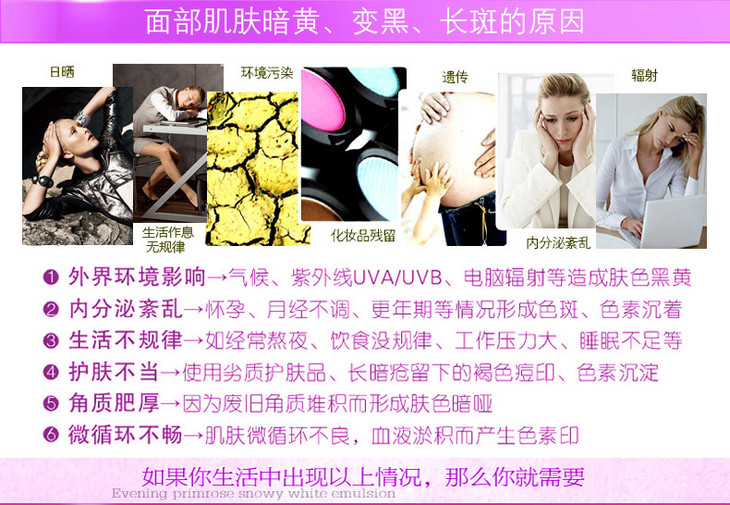 面部肌肤暗黄、变黑、长斑的原因
日晒
环境污染
遗传
辐射
生活作息
无规律
化妆品残留
内分泌紊乱
❶ 外界环境影响→气候、紫外线UVA/UVB、电脑辐射等造成肤色黑黄
❷ 内分泌紊乱→怀孕、月经不调、更年期等情况形成色斑、色素沉着
❸ 生活不规律→如经常熬夜、饮食没规律、工作压力大、睡眠不足等
❹ 护肤不当→使用劣质护肤品、长暗疮留下的褐色痘印、色素沉淀
❺ 角质肥厚→因为废旧角质堆积而形成肤色暗哑
❻ 微循环不畅→肌肤微循环不良，血液淤积而产生色素印
如果你生活中出现以上情况，那么你就需要
Evening primrose snowy white emulsion